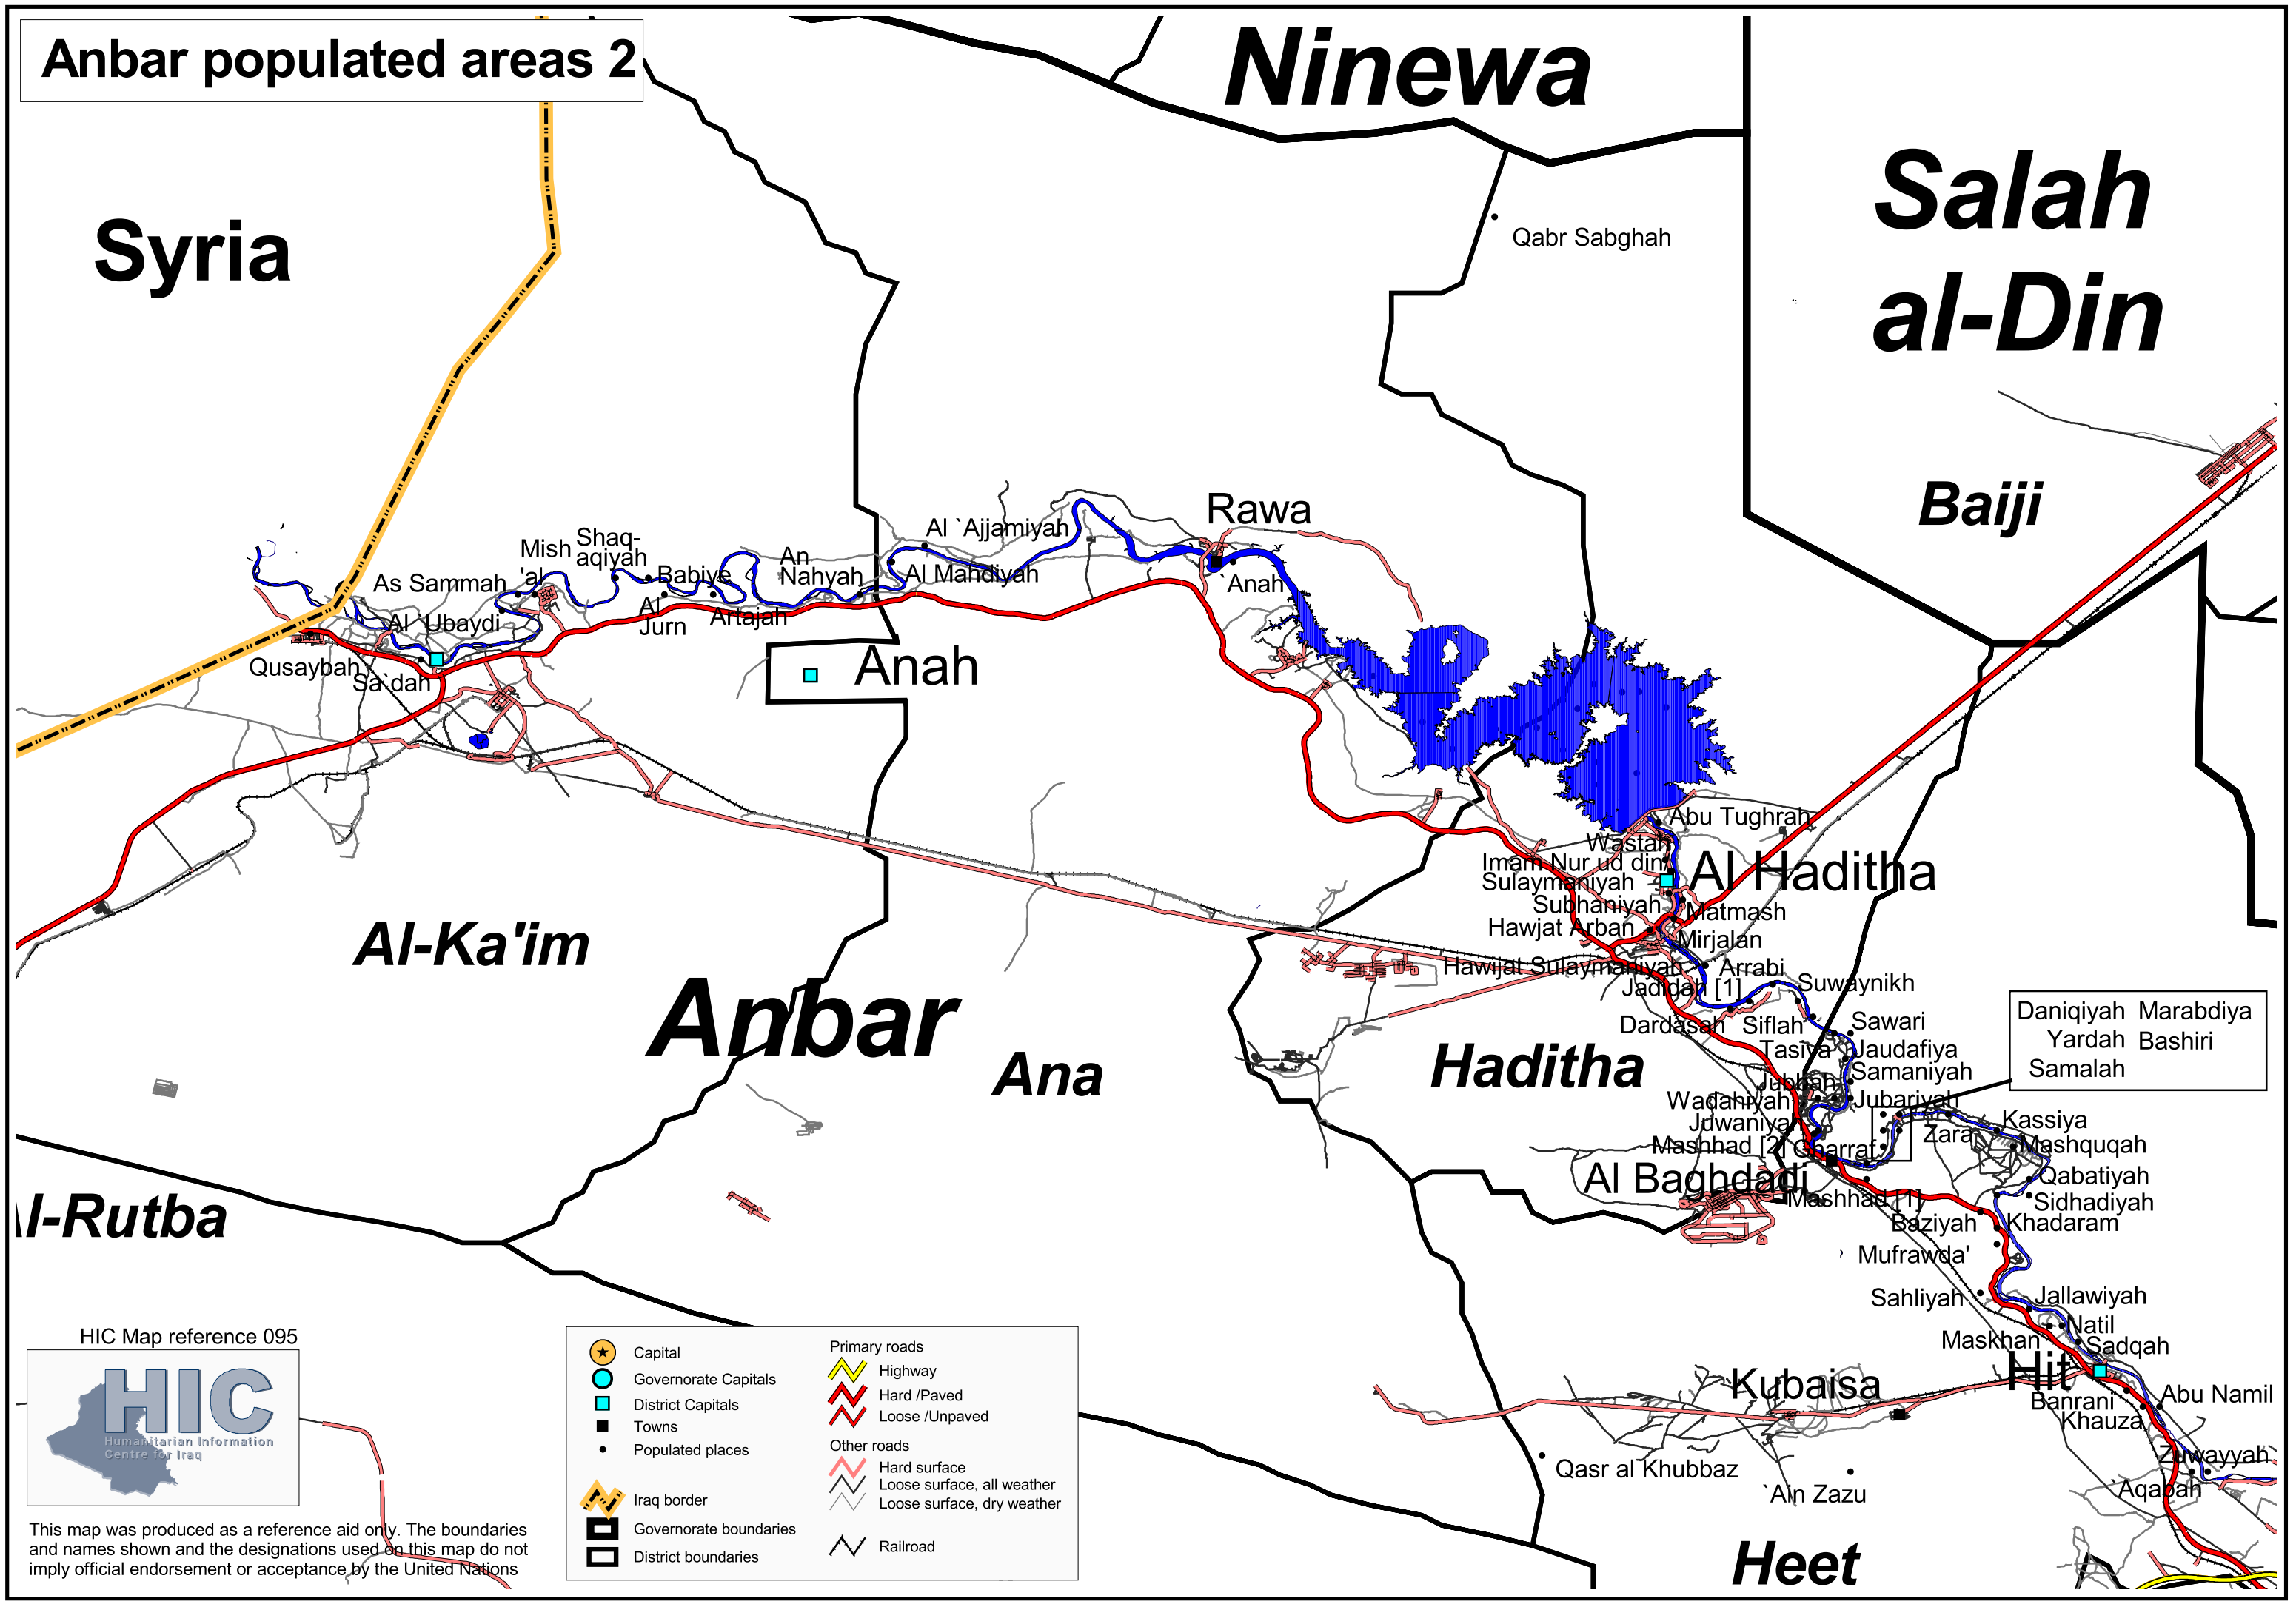 Anbar populated areas 2
Ninewa
Salah
al-Din
Syria
Qabr Sabghah
Baiji
Rawa
Al `Ajjamiyah
Shaq-
aqiyah
Mish
'al
An
Nahyah
Babiye
Al Mahdiyah
As Sammah
`Anah
Al
Jurn
Artajah
Al `Ubaydi
Qusaybah
Sa`dah
Anah
Abu Tughrah
Wastah
Imam Nur ud din
Sulaymaniyah
Al Haditha
Subhaniyah
Matmash
Hawjat Arban
Mirjalan
Al-Ka'im
Hawijat Sulaymaniyah
Arrabi
Jadidah [1]
Suwaynikh
Anbar
Dardasah
Siflah
Sawari
Daniqiyah
Marabdiya
Yardah
Bashiri
Samalah
Ana
Haditha
Tasiya
Jaudafiya
Samaniyah
Jubbah
Wadahiyah
Jubariyah
Juwaniyah
Kassiya
Zara
Mashhad [2]
Gharraf
Mashquqah
Al Baghdadi
Qabatiyah
Mashhad [1]
Sidhadiyah
Baziyah
Khadaram
l-Rutba
Mufrawda'
Sahliyah
Jallawiyah
Natil
Maskhan
Sadqah
Hit
Kubaisa
Banrani
Abu Namil
Khauza
Qasr al Khubbaz
`Ain Zazu
Zuwayyah
`Aqabah
Heet
HIC Map reference 095
HIC
Humanitarian Information
Centre for Iraq
This map was produced as a reference aid only. The boundaries
and names shown and the designations used on this map do not
imply official endorsement or acceptance by the United Nations
Capital
Governorate Capitals
District Capitals
Towns
Populated places
Iraq border
Governorate boundaries
District boundaries
Primary roads
Highway
Hard /Paved
Loose /Unpaved
Other roads
Hard surface
Loose surface, all weather
Loose surface, dry weather
Railroad